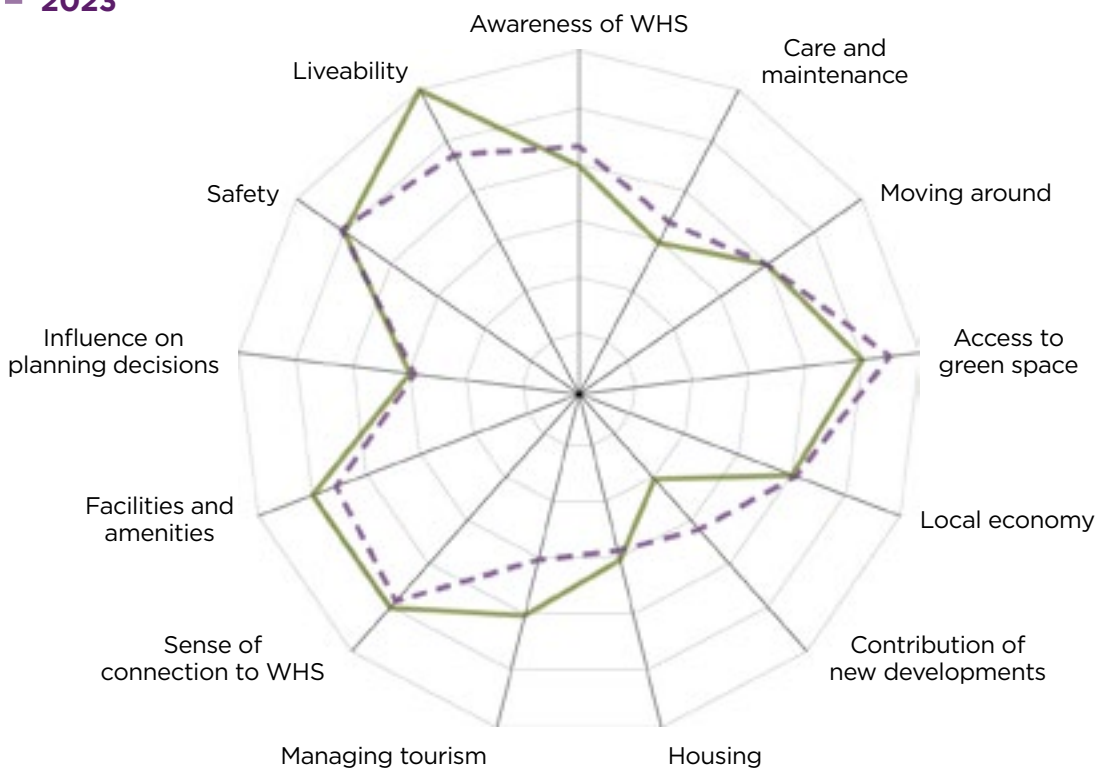 2023
Awareness of WHS
Care and
maintenance
Liveability
Safety
Moving around
Influence on
planning decisions
Access to
green space
Facilities and
amenities
Local economy
Sense of
connection to WHS
Contribution of
new developments
Managing tourism
Housing